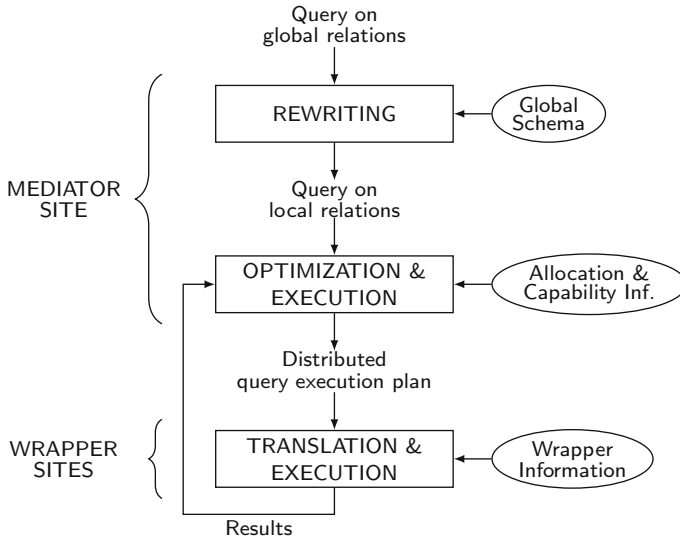 Query on
global relations
REWRITING
Global
Schema
MEDIATOR
SITE
Query on
local relations
OPTIMIZATION &
EXECUTION
Allocation &
Capability Inf.
Distributed
query execution plan
WRAPPER
SITES
TRANSLATION &
EXECUTION
Wrapper
Information
Results